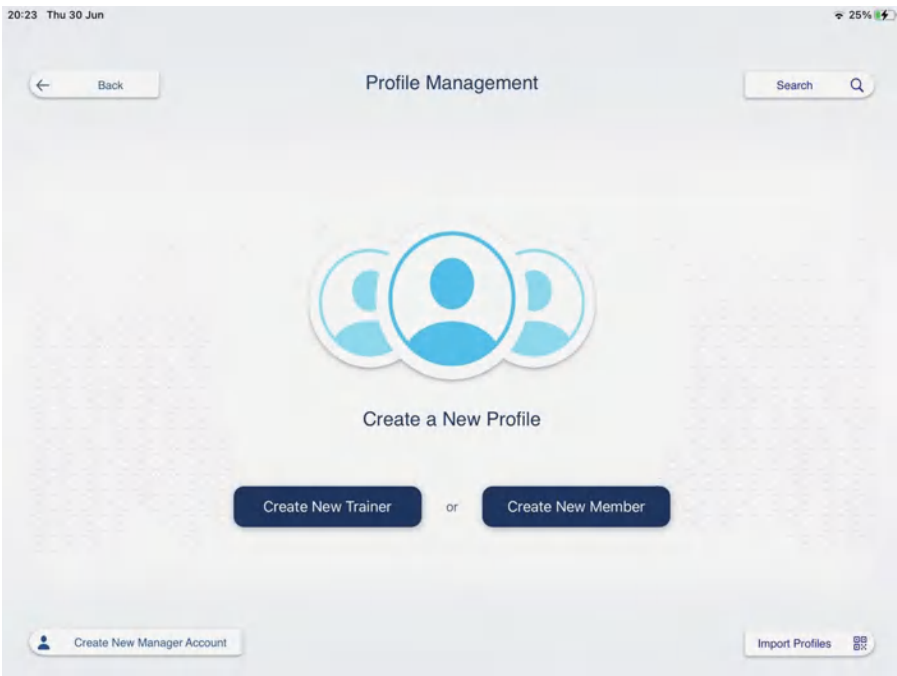 20:23 Thu 30 Jun
25%
Back
Profile Management
Search
Create a New Profile
Create New Trainer
or
Create New Member
Create New Manager Account
Import Profiles